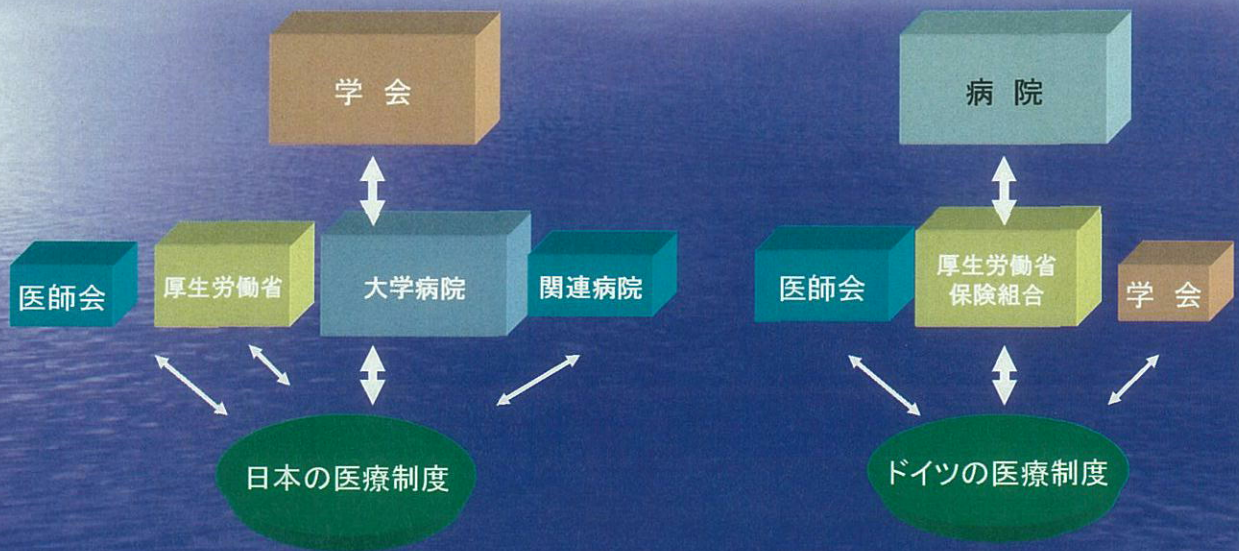 学 会
病 院
医師会
厚生労働省
大学病院
関連病院
医師会
厚生労働省
保険組合
学 会
日本の医療制度
ドイツの医療制度